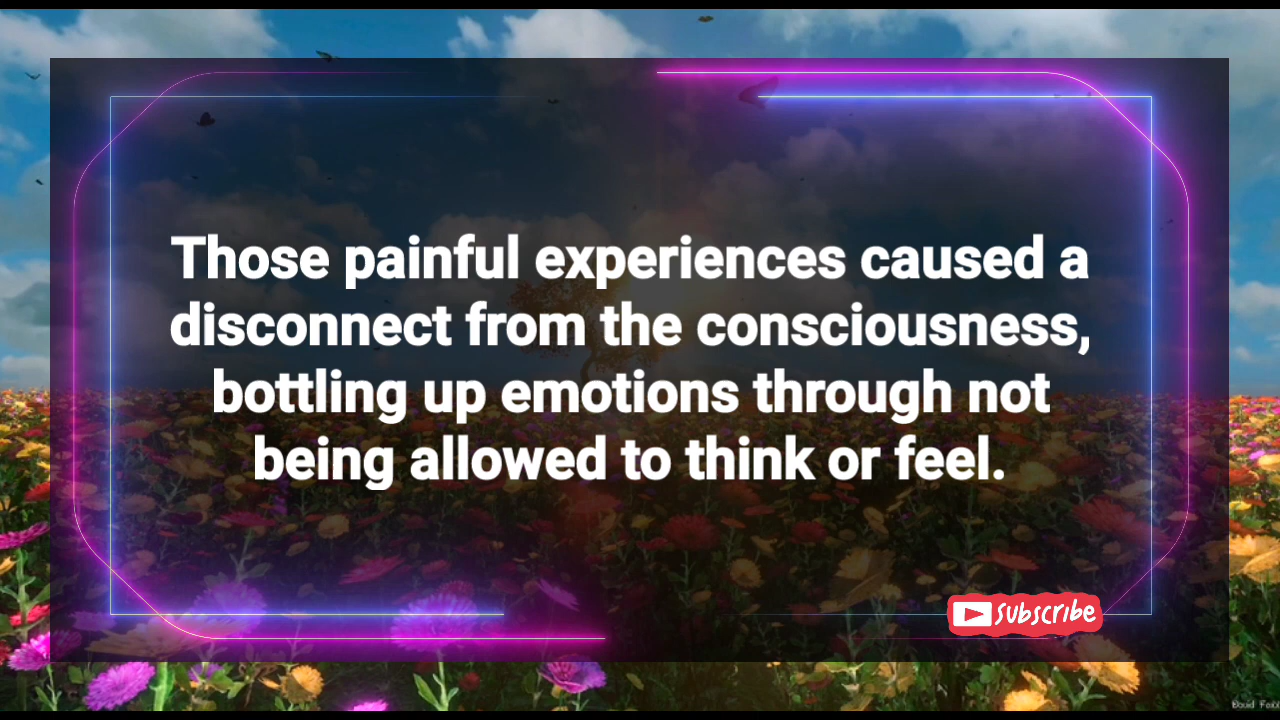 Those painful experiences caused a
disconnect from the consciousness,
bottling up emotions through not
being allowed to think or feel.
Subscribe